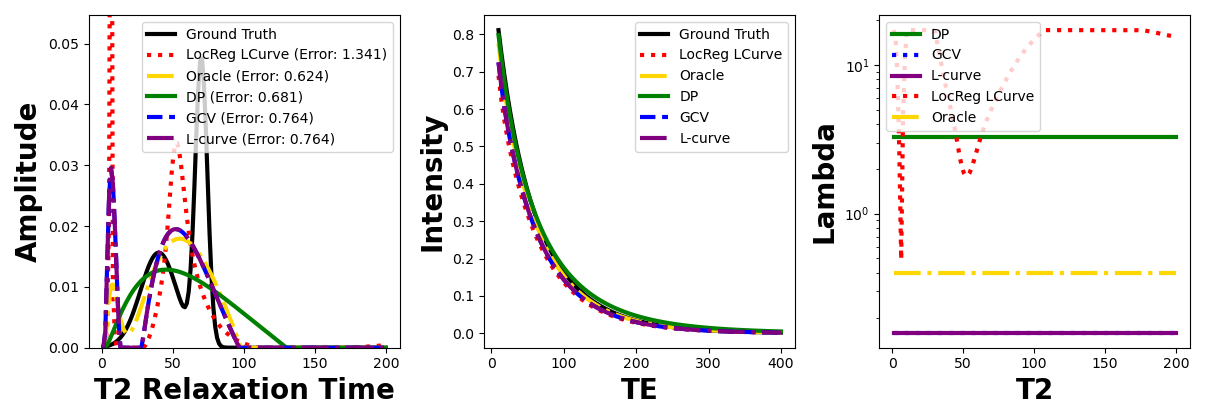 Amplitude
0.05
0.04
0.03
0.02
0.01
0.00
Ground Truth
LocReg LCurve (Error: 1.341)
Oracle (Error: 0.624)
DP (Error: 0.681)
GCV (Error: 0.764)
L-curve (Error: 0.764)
0 50 100 150 200
T2 Relaxation Time
Intensity
0.8
0.7
0.6
0.5
0.4
0.3
0.2
0.1
0.0
Ground Truth
LocReg LCurve
Oracle
DP
GCV
L-curve
0 100 200 300 400
TE
Lambda
10¹
10⁰
DP
GCV
L-curve
LocReg LCurve
Oracle
0 50 100 150 200
T2